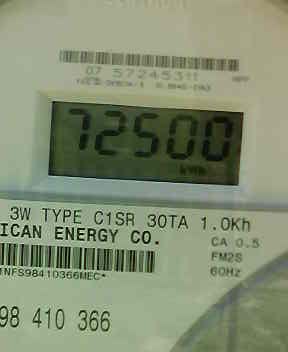 07 57245311
72500
kWh
3W TYPE C1SR 30TA 1.0Kh
ICAN ENERGY CO.
CA 0.5
FM2S
60Hz
1NFS98410366MEC*
98 410 366